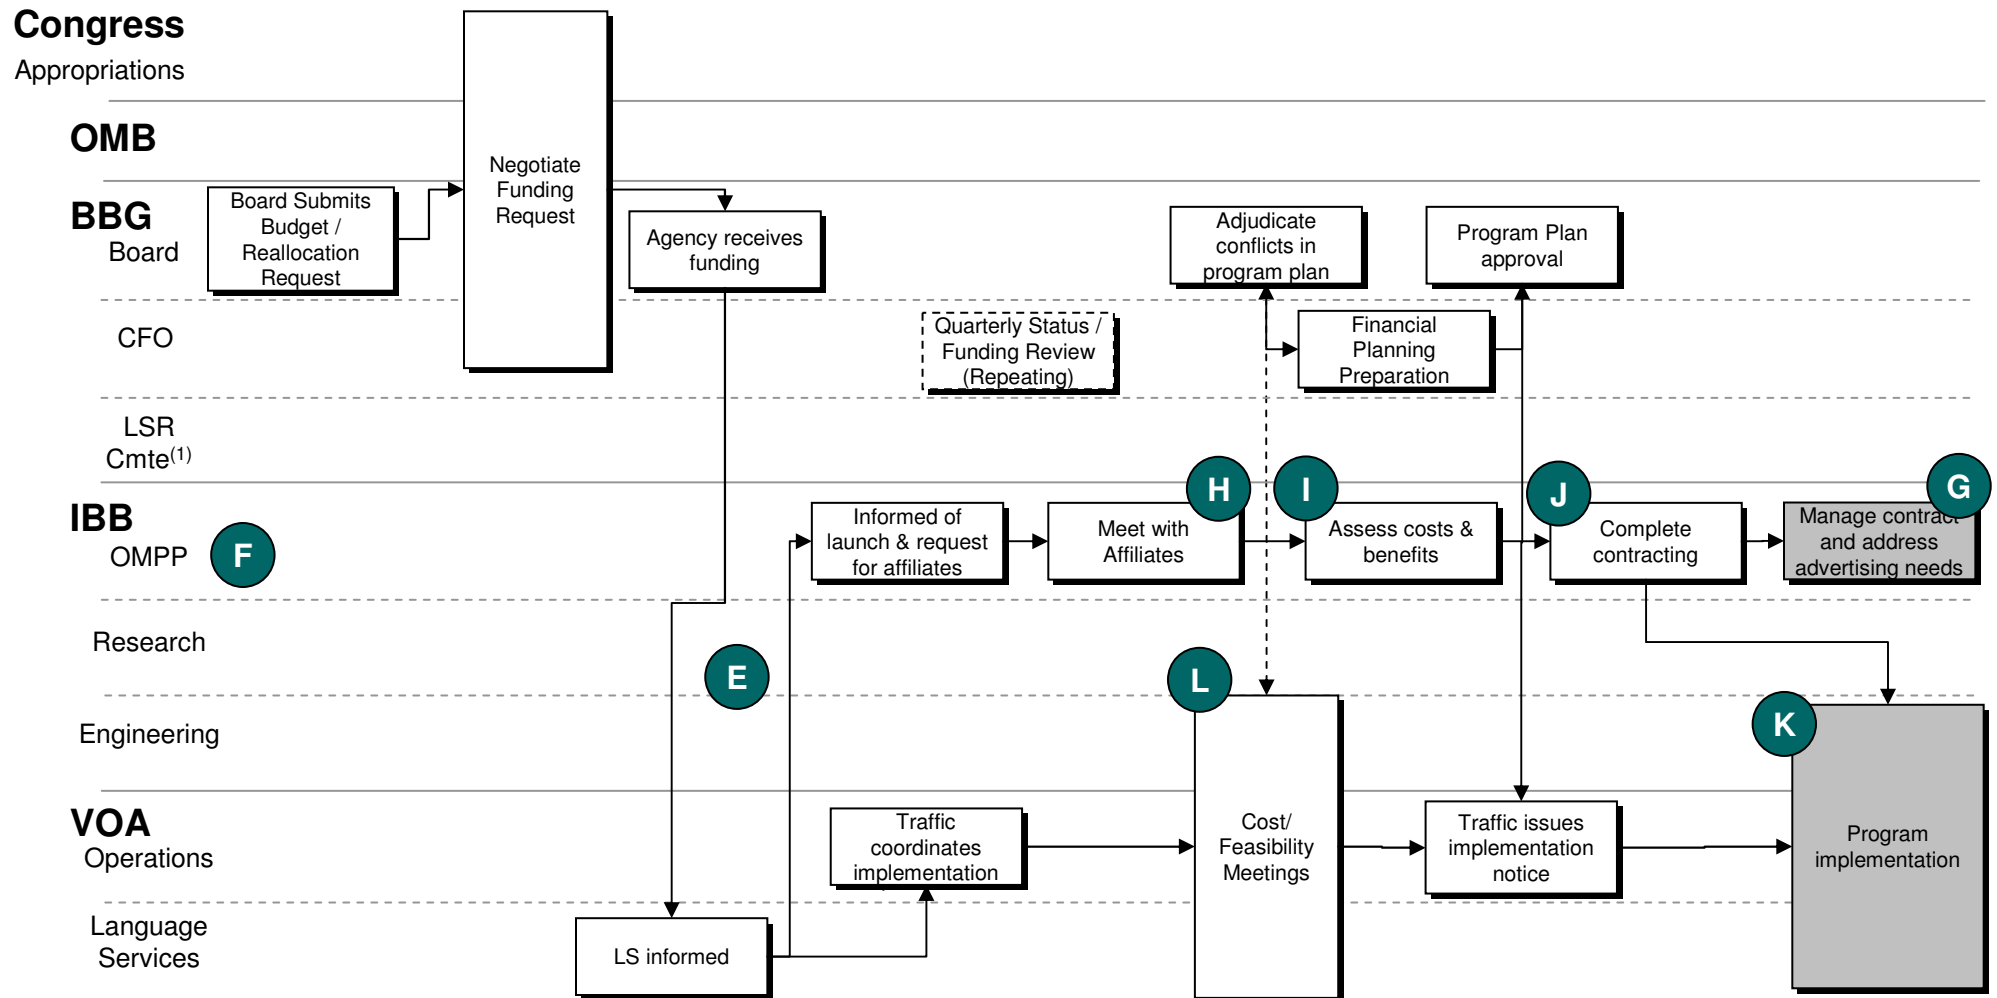 Congress
Appropriations
OMB
Negotiate
Funding
Request
BBG
Board
Board Submits
Budget /
Reallocation
Request
Agency receives
funding
Adjudicate
conflicts in
program plan
Program Plan
approval
CFO
Quarterly Status /
Funding Review
(Repeating)
Financial
Planning
Preparation
LSR
Cmte(1)
IBB
OMPP
F
Informed of
launch & request
for affiliates
H
Meet with
Affiliates
I
Assess costs &
benefits
J
Complete
contracting
G
Manage contract
and address
advertising needs
Research
E
L
K
Engineering
VOA
Operations
Traffic
coordinates
implementation
Cost/
Feasibility
Meetings
Traffic issues
implementation
notice
Program
implementation
Language
Services
LS informed